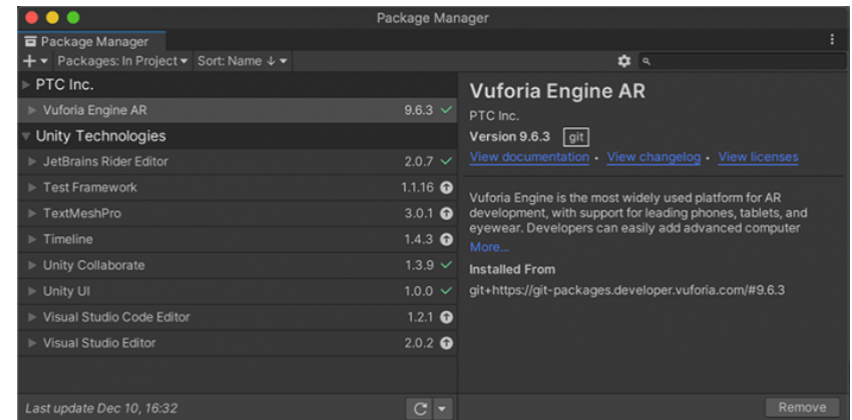 Package Manager
Package Manager
Packages: In Project Sort: Name ↓
PTC Inc.
Vuforia Engine AR 9.6.3
Unity Technologies
JetBrains Rider Editor 2.0.7
Test Framework 1.1.16
TextMeshPro 3.0.1
Timeline 1.4.3
Unity Collaborate 1.3.9
Unity UI 1.0.0
Visual Studio Code Editor 1.2.1
Visual Studio Editor 2.0.2
Last update Dec 10, 16:32
Vuforia Engine AR
PTC Inc.
Version 9.6.3 git
View documentation • View changelog • View licenses
Vuforia Engine is the most widely used platform for AR
development, with support for leading phones, tablets, and
eyewear. Developers can easily add advanced computer
More...
Installed From
git+https://git-packages.developer.vuforia.com/#9.6.3
Remove